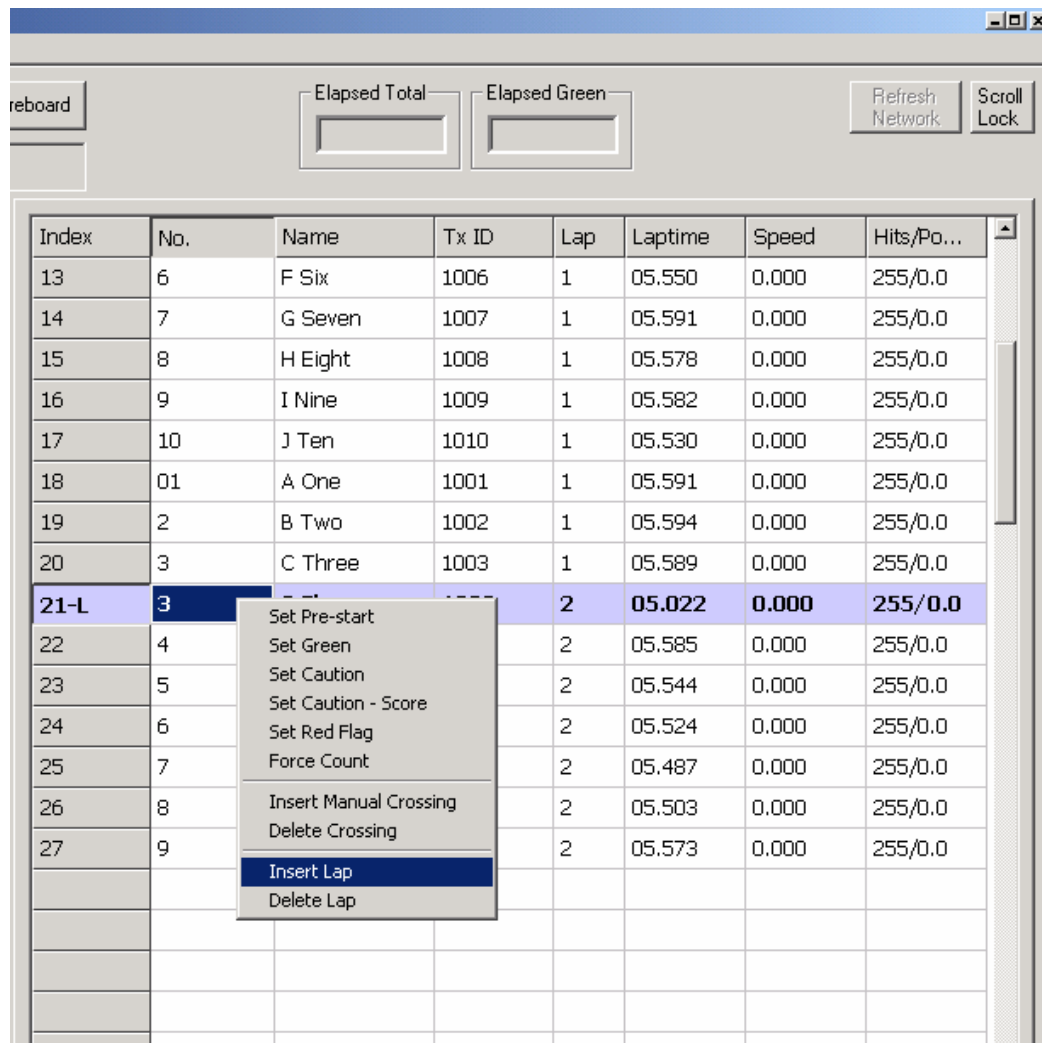 reboard
Elapsed Total
Elapsed Green
Refresh Network
Scroll Lock
Index No. Name Tx ID Lap Laptime Speed Hits/Po...
13 6 F Six 1006 1 05.550 0.000 255/0.0
14 7 G Seven 1007 1 05.591 0.000 255/0.0
15 8 H Eight 1008 1 05.578 0.000 255/0.0
16 9 I Nine 1009 1 05.582 0.000 255/0.0
17 10 J Ten 1010 1 05.530 0.000 255/0.0
18 01 A One 1001 1 05.591 0.000 255/0.0
19 2 B Two 1002 1 05.594 0.000 255/0.0
20 3 C Three 1003 1 05.589 0.000 255/0.0
21-L 3 2 05.022 0.000 255/0.0
22 4 2 05.585 0.000 255/0.0
23 5 2 05.544 0.000 255/0.0
24 6 2 05.524 0.000 255/0.0
25 7 2 05.487 0.000 255/0.0
26 8 2 05.503 0.000 255/0.0
27 9 2 05.573 0.000 255/0.0
Set Pre-start
Set Green
Set Caution
Set Caution - Score
Set Red Flag
Force Count
Insert Manual Crossing
Delete Crossing
Insert Lap
Delete Lap